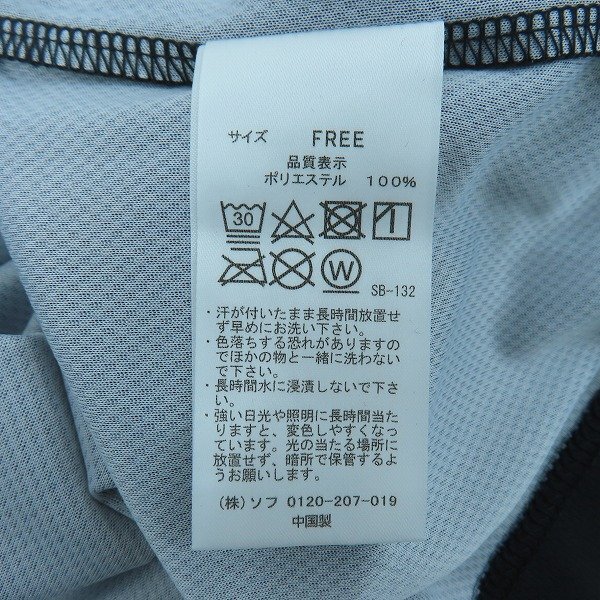 サイズ FREE
品質表示
ポリエステル 100%
30
W
SB-132
・汗が付いたまま長時間放置せ
ず早めにお洗い下さい。
・色落ちする恐れがありますの
でほかの物と一緒に洗わない
で下さい。
・長時間水に浸漬しないで下さ
い。
・強い日光や照明に長時間当た
りますと、変色しやすくなっ
ています。光の当たる場所に
放置せず、暗所で保管するよ
うお願いします。
(株)ソフ 0120-207-019
中国製